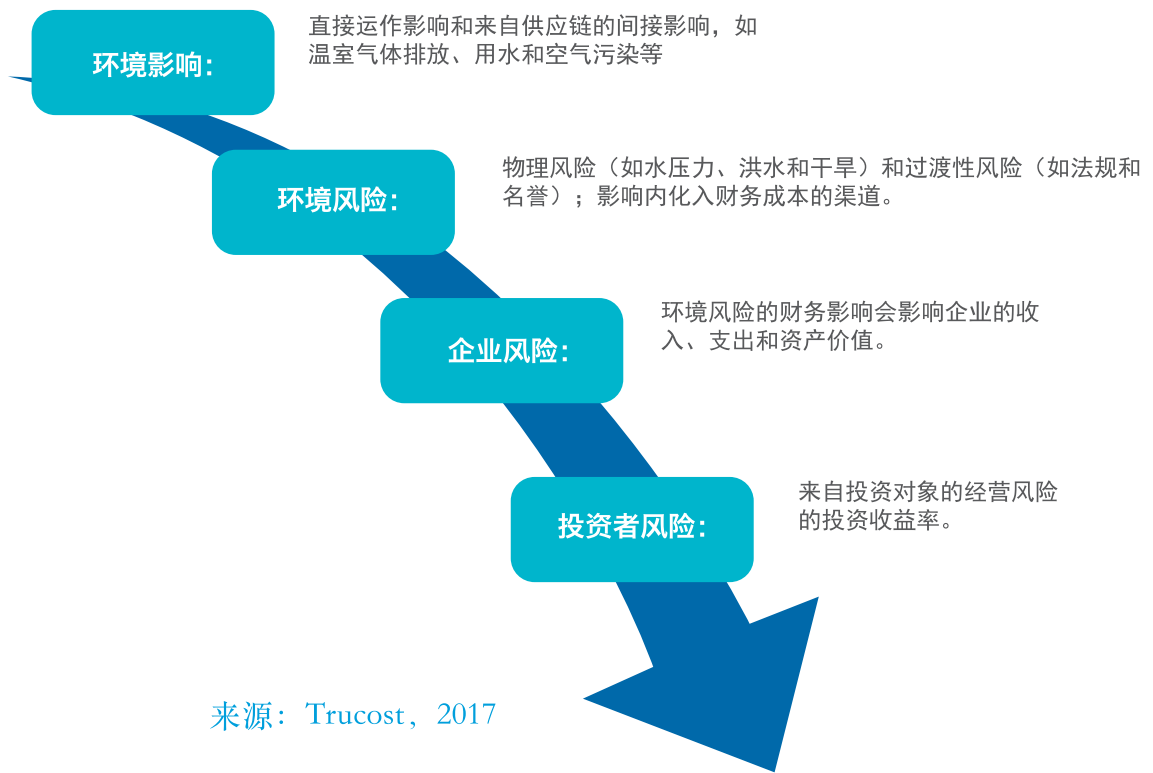 环境影响：
直接运作影响和来自供应链的间接影响，如
温室气体排放、用水和空气污染等
环境风险：
物理风险（如水压力、洪水和干旱）和过渡性风险（如法规和
名誉）；影响内化入财务成本的渠道。
企业风险：
环境风险的财务影响会影响企业的收
入、支出和资产价值。
投资者风险：
来自投资对象的经营风险
的投资收益率。
来源：Trucost，2017